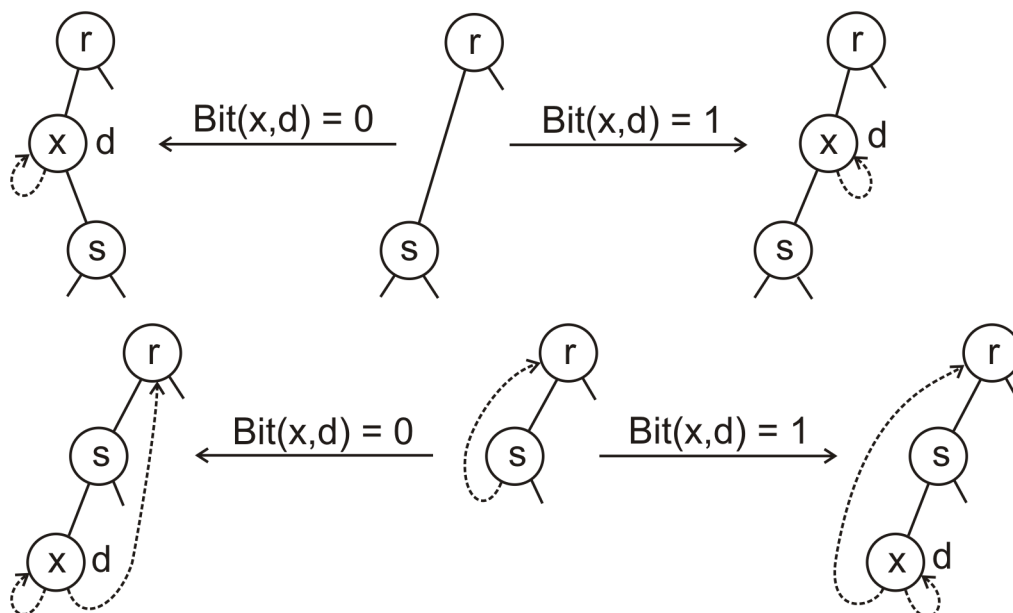 r r r
Bit(x,d) = 0 Bit(x,d) = 1
x d x d
s s s
r r r
Bit(x,d) = 0 Bit(x,d) = 1
s s s
x d x d